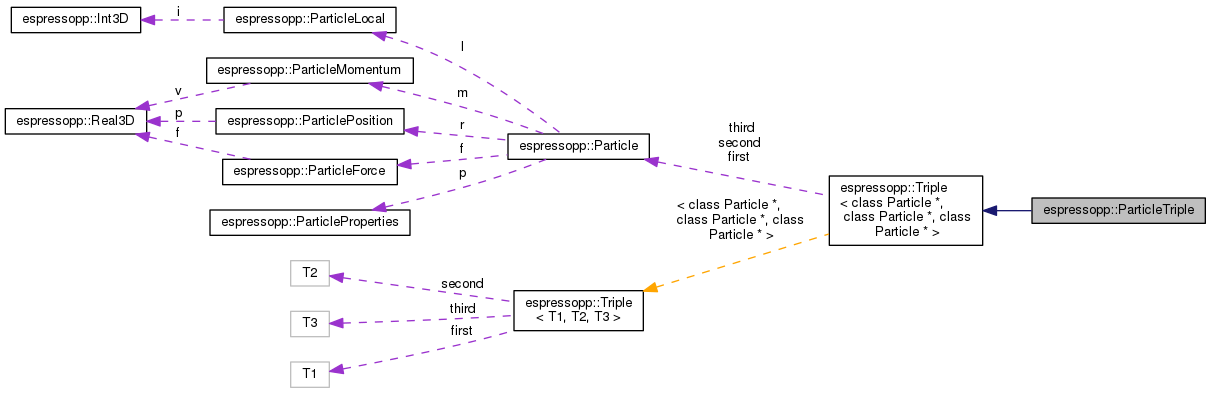 espressopp::Int3D
i
espressopp::ParticleLocal
l
espressopp::ParticleMomentum
v
m
espressopp::Real3D
p
espressopp::ParticlePosition
r
f
espressopp::ParticleForce
f
espressopp::Particle
p
espressopp::ParticleProperties
third
second
first
espressopp::Triple
< class Particle *,
class Particle *, class
Particle * >
espressopp::ParticleTriple
< class Particle *,
class Particle *, class
Particle * >
T2
second
T3
third
espressopp::Triple
< T1, T2, T3 >
first
T1